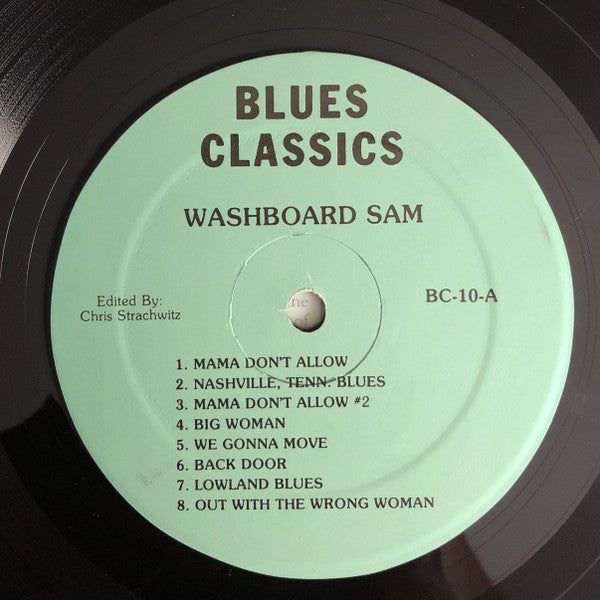 BLUES
CLASSICS
WASHBOARD SAM
Edited By:
Chris Strachwitz
BC-10-A
he
of
1. MAMA DON'T ALLOW
2. NASHVILLE, TENN. BLUES
3. MAMA DON'T ALLOW #2
4. BIG WOMAN
5. WE GONNA MOVE
6. BACK DOOR
7. LOWLAND BLUES
8. OUT WITH THE WRONG WOMAN